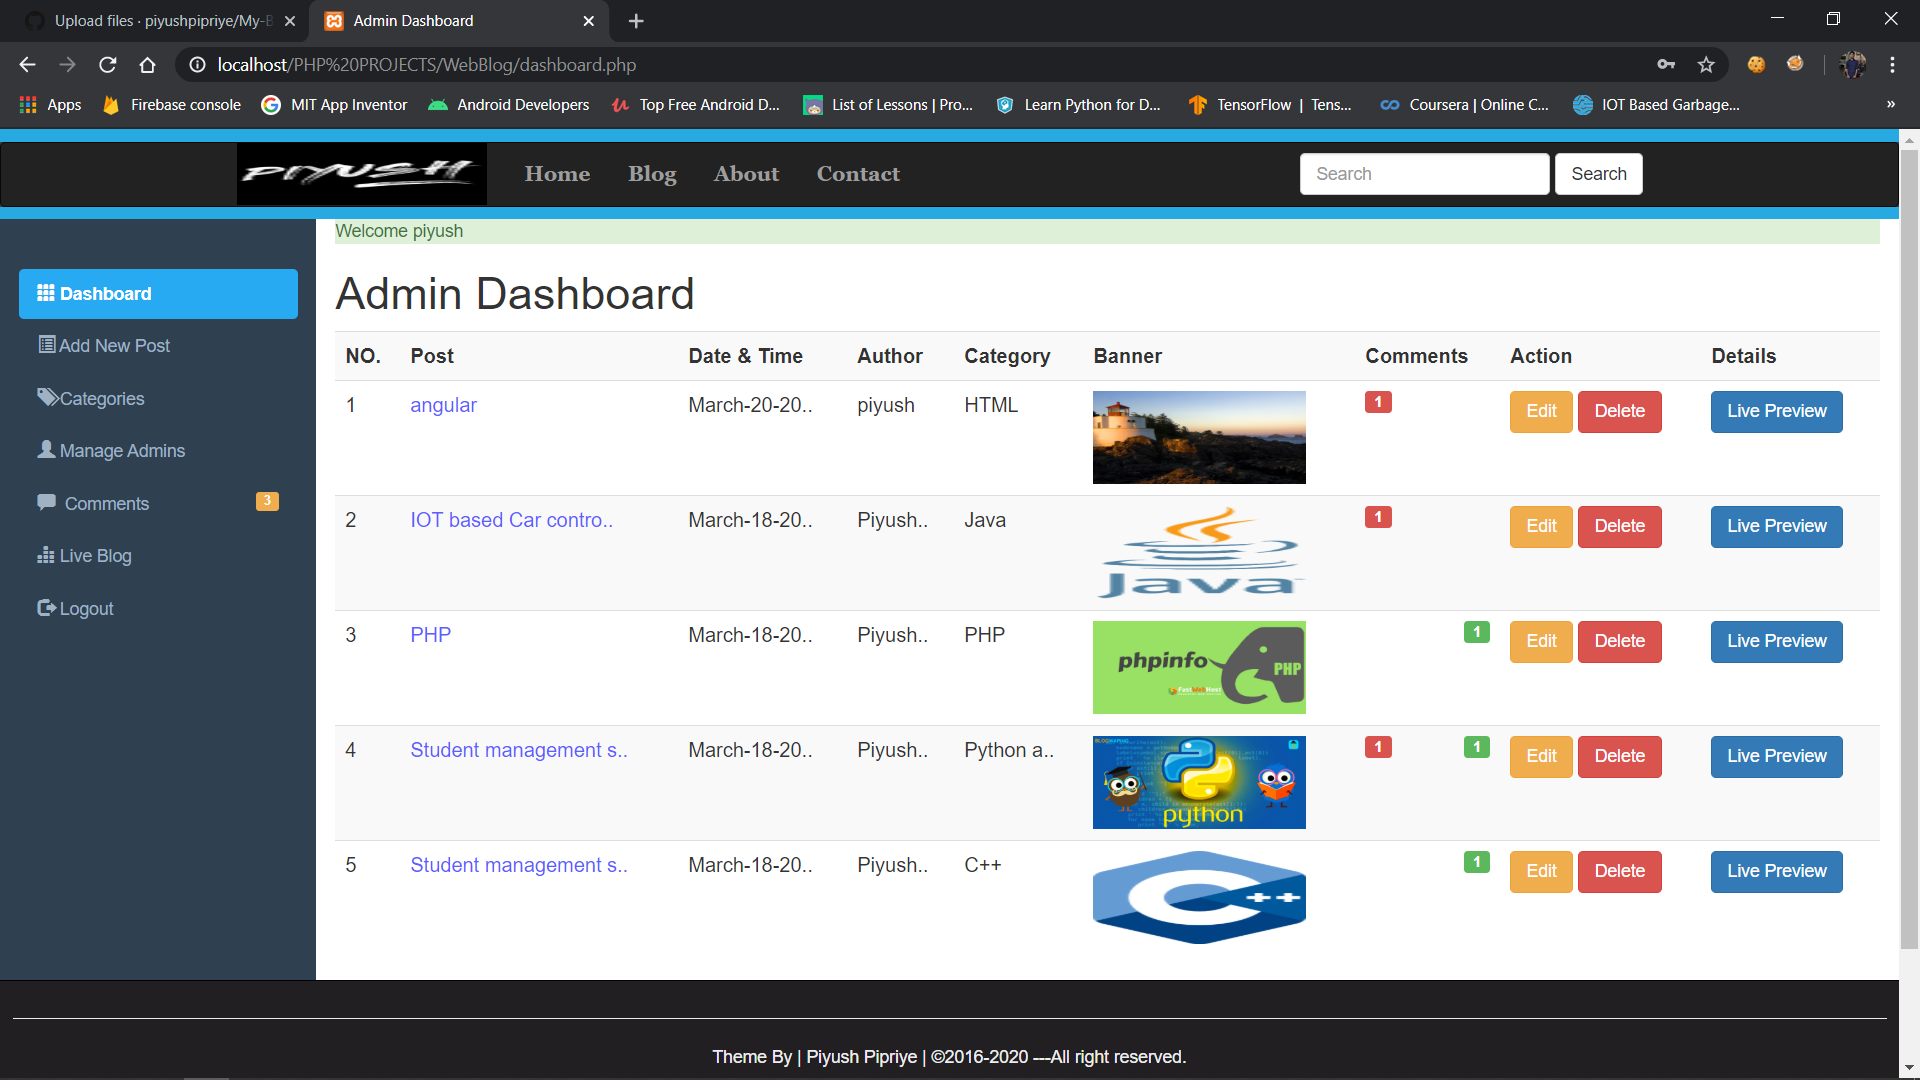 Upload files · piyushpipriye/My-B
Admin Dashboard
localhost/PHP%20PROJECTS/WebBlog/dashboard.php
Apps
Firebase console
MIT App Inventor
Android Developers
Top Free Android D...
List of Lessons | Pro...
Learn Python for D...
TensorFlow | Tens...
Coursera | Online C...
IOT Based Garbage...
»
PIYUSH
Home
Blog
About
Contact
Search
Search
Dashboard
Add New Post
Categories
Manage Admins
Comments 3
Live Blog
Logout
Welcome piyush
Admin Dashboard
NO. Post Date & Time Author Category Banner Comments Action Details
1 angular March-20-20.. piyush HTML 1 Edit Delete Live Preview
2 IOT based Car contro.. March-18-20.. Piyush.. Java Java 1 Edit Delete Live Preview
3 PHP March-18-20.. Piyush.. PHP phpinfo PHP FastWebHost 1 Edit Delete Live Preview
4 Student management s.. March-18-20.. Piyush.. Python a.. python 1 1 Edit Delete Live Preview
5 Student management s.. March-18-20.. Piyush.. C++ C++ 1 Edit Delete Live Preview
Theme By | Piyush Pipriye | ©2016-2020 ---All right reserved.